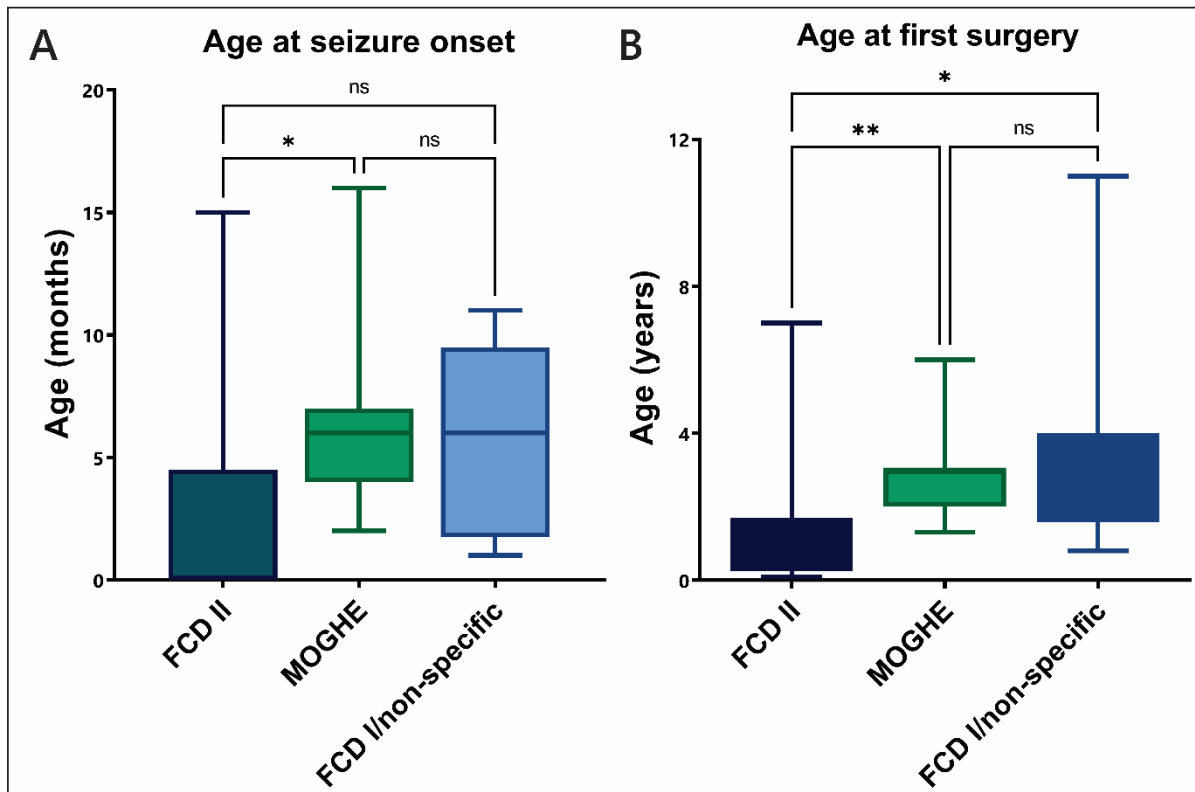 A
Age at seizure onset
20
15
10
5
0
Age (months)
ns
*
ns
FCD II
MOGHE
FCD I/non-specific
B
Age at first surgery
12
8
4
0
Age (years)
*
**
ns
FCD II
MOGHE
FCD I/non-specific